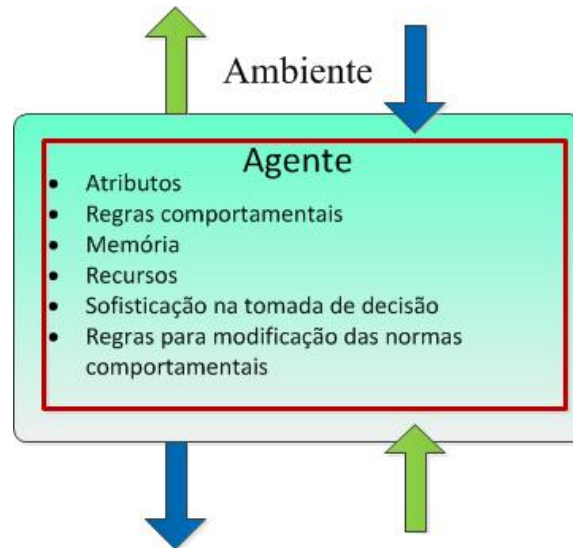 Ambiente
Agente
• Atributos
• Regras comportamentais
• Memória
• Recursos
• Sofisticação na tomada de decisão
• Regras para modificação das normas
comportamentais